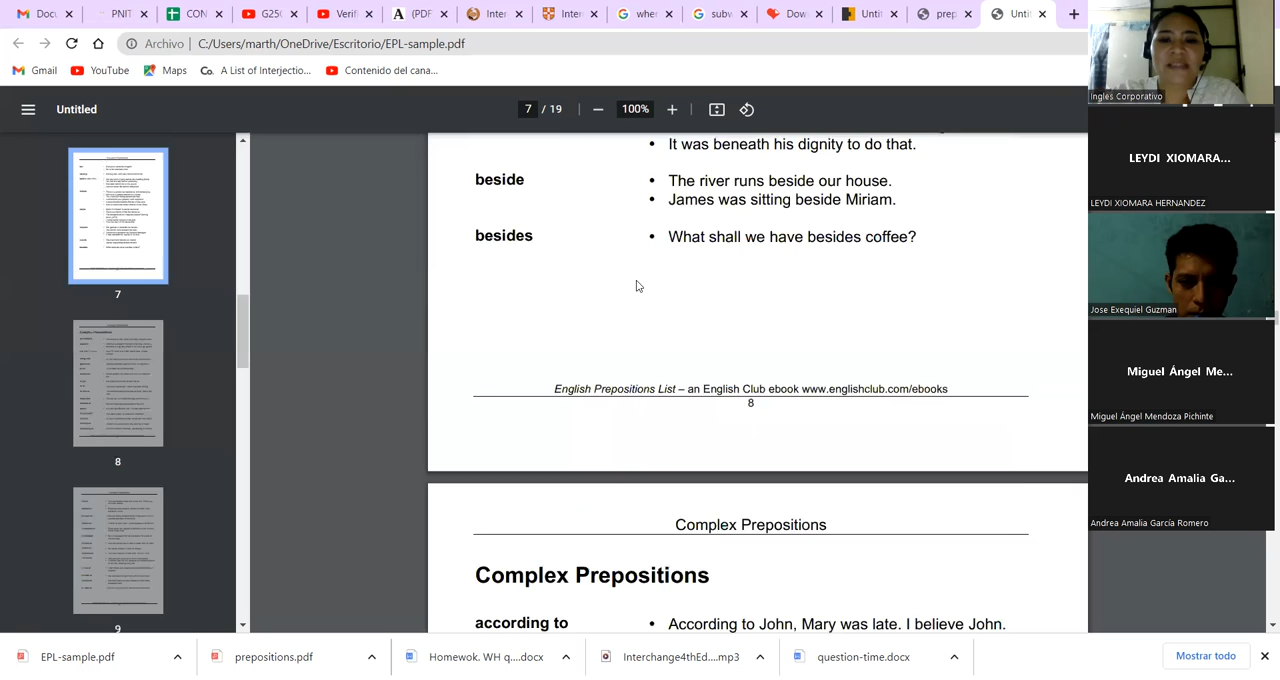 Docu
PNIT
CON
G250
Verif
(PDF
Inter
Inter
wher
subw
Dow
Unti
prep
Unti
Archivo C:/Users/marth/OneDrive/Escritorio/EPL-sample.pdf
Gmail YouTube Maps A List of Interjectio... Contenido del cana...
Ingles Corporativo
Untitled 7 / 19 100%
It was beneath his dignity to do that.
beside • The river runs beside our house.
• James was sitting beside Miriam.
besides • What shall we have besides coffee?
English Prepositions List – an English Club ebook www.englishclub.com/ebooks
8
Complex Prepositions
Complex Prepositions
according to • According to John, Mary was late. I believe John.
7
8
9
LEYDI XIOMARA...
LEYDI XIOMARA HERNANDEZ
Jose Exequiel Guzman
Miguel Ángel Me...
Miguel Ángel Mendoza Pichinte
Andrea Amalia Ga...
Andrea Amalia García Romero
EPL-sample.pdf prepositions.pdf Homewok. WH q....docx Interchange4thEd....mp3 question-time.docx Mostrar todo